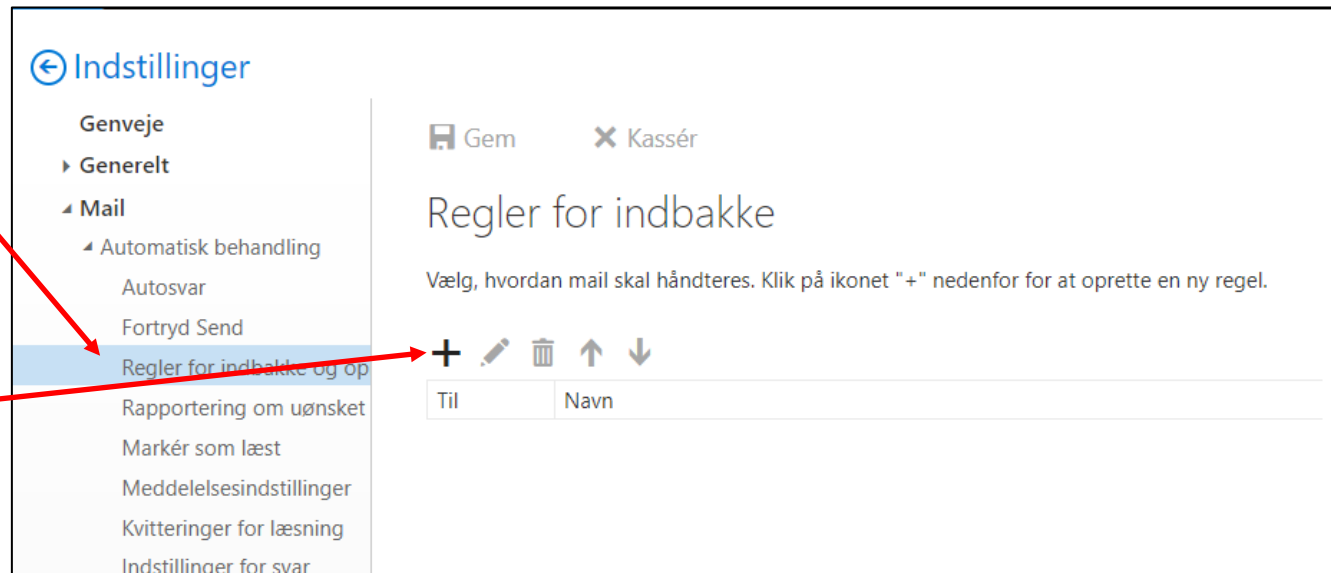 Indstillinger
Genveje
Generelt
Mail
Automatisk behandling
Autosvar
Fortryd Send
Regler for indbakke og op
Rapportering om uønsket
Markér som læst
Meddelelsesindstillinger
Kvitteringer for læsning
Indstillinger for svar
Gem Kassér
Regler for indbakke
Vælg, hvordan mail skal håndteres. Klik på ikonet "+" nedenfor for at oprette en ny regel.
Til Navn